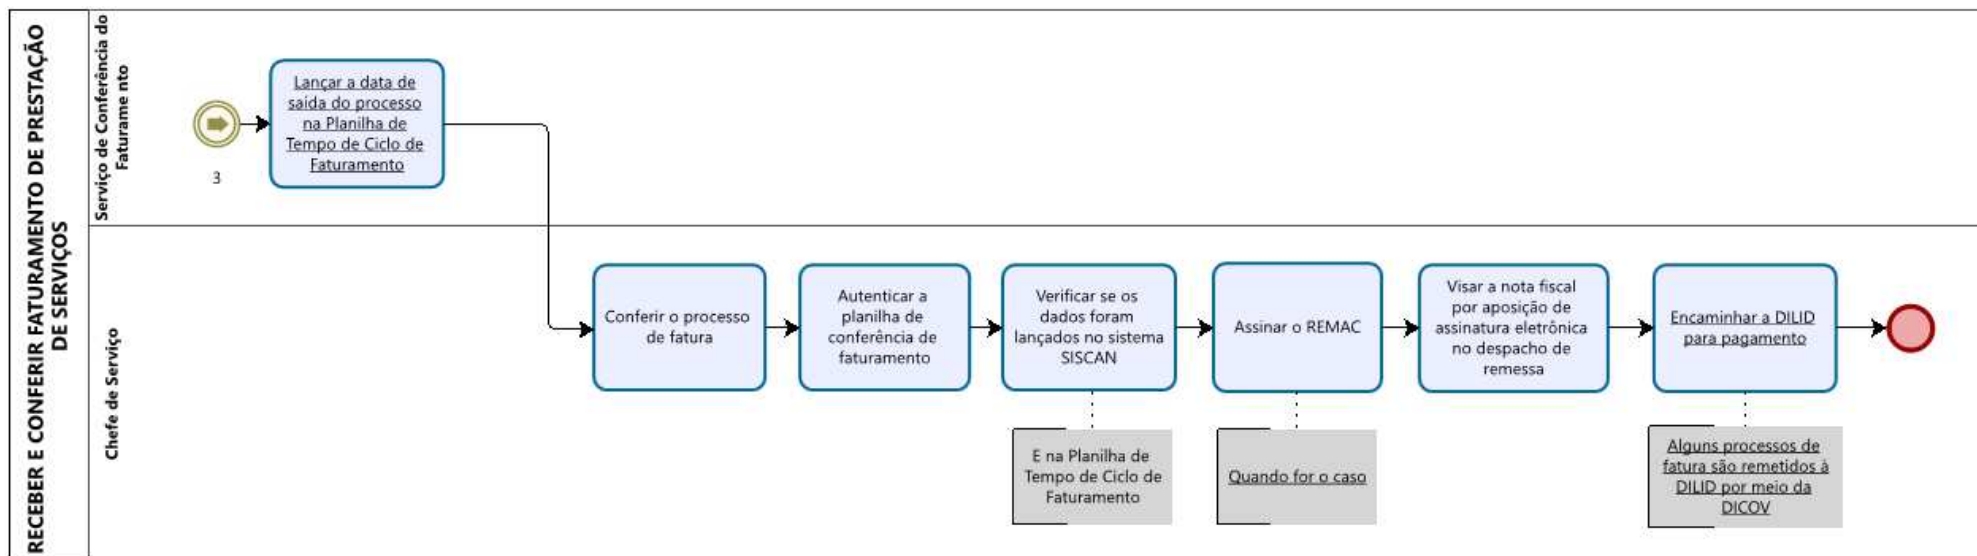 RECEBER E CONFERIR FATURAMENTO DE PRESTAÇÃO
DE SERVIÇOS
Serviço de Conferência do
Faturame nto
3
Lançar a data de
saída do processo
na Planilha de
Tempo de Ciclo de
Faturamento
Chefe de Serviço
Conferir o processo
de fatura
Autenticar a
planilha de
conferência de
faturamento
Verificar se os
dados foram
lançados no sistema
SISCAN
Assinar o REMAC
Visar a nota fiscal
por aposição de
assinatura eletrônica
no despacho de
remessa
Encaminhar a DILID
para pagamento
E na Planilha de
Tempo de Ciclo de
Faturamento
Quando for o caso
Alguns processos de
fatura são remetidos à
DILID por meio da
DICOV